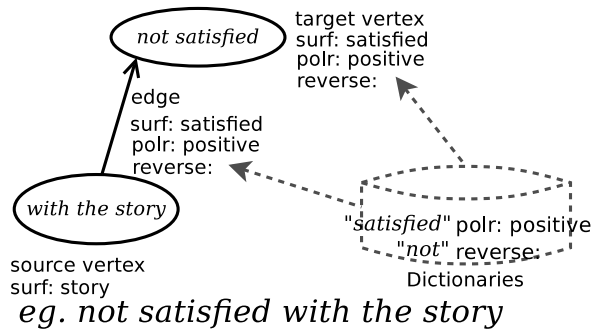 not satisfied
target vertex
surf: satisfied
polr: positive
reverse:
edge
surf: satisfied
polr: positive
reverse:
with the story
source vertex
surf: story
"satisfied" polr: positive
"not" reverse:
Dictionaries
eg. not satisfied with the story